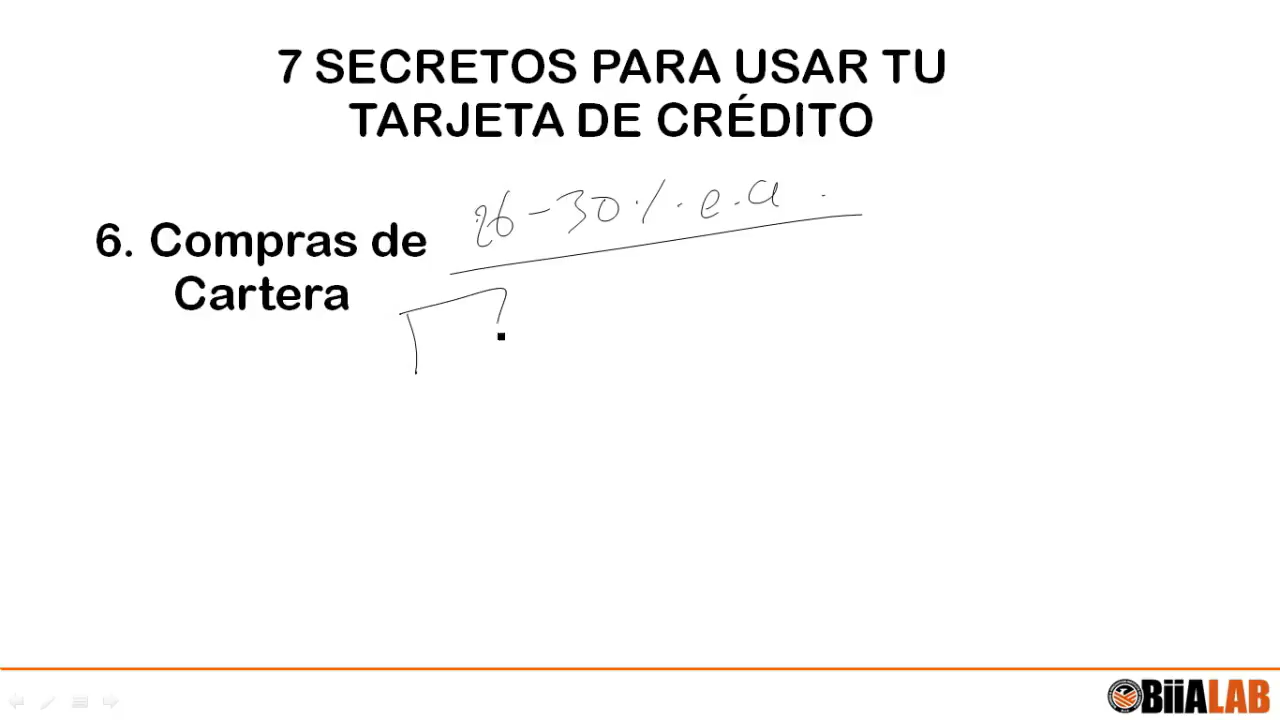 7 SECRETOS PARA USAR TU
TARJETA DE CRÉDITO
26-30%. e.a.
6. Compras de
Cartera
BiiALAB